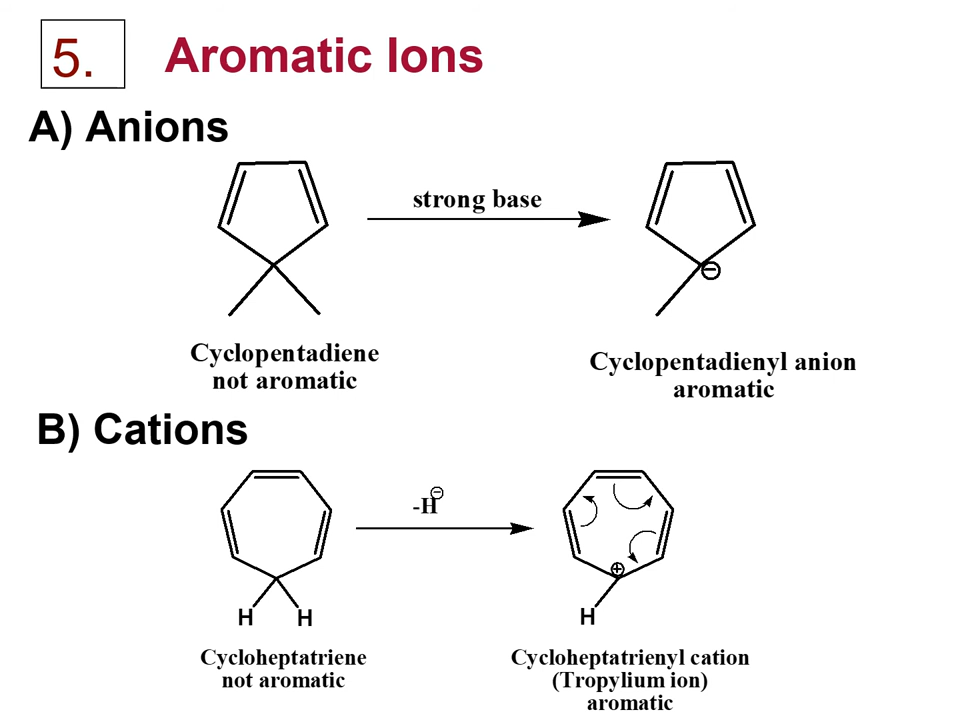 5.
Aromatic Ions
A) Anions
strong base
⊖
Cyclopentadiene
not aromatic
Cyclopentadienyl anion
aromatic
B) Cations
-H⊖
⊕
H H
H
Cycloheptatriene
not aromatic
Cycloheptatrienyl cation
(Tropylium ion)
aromatic